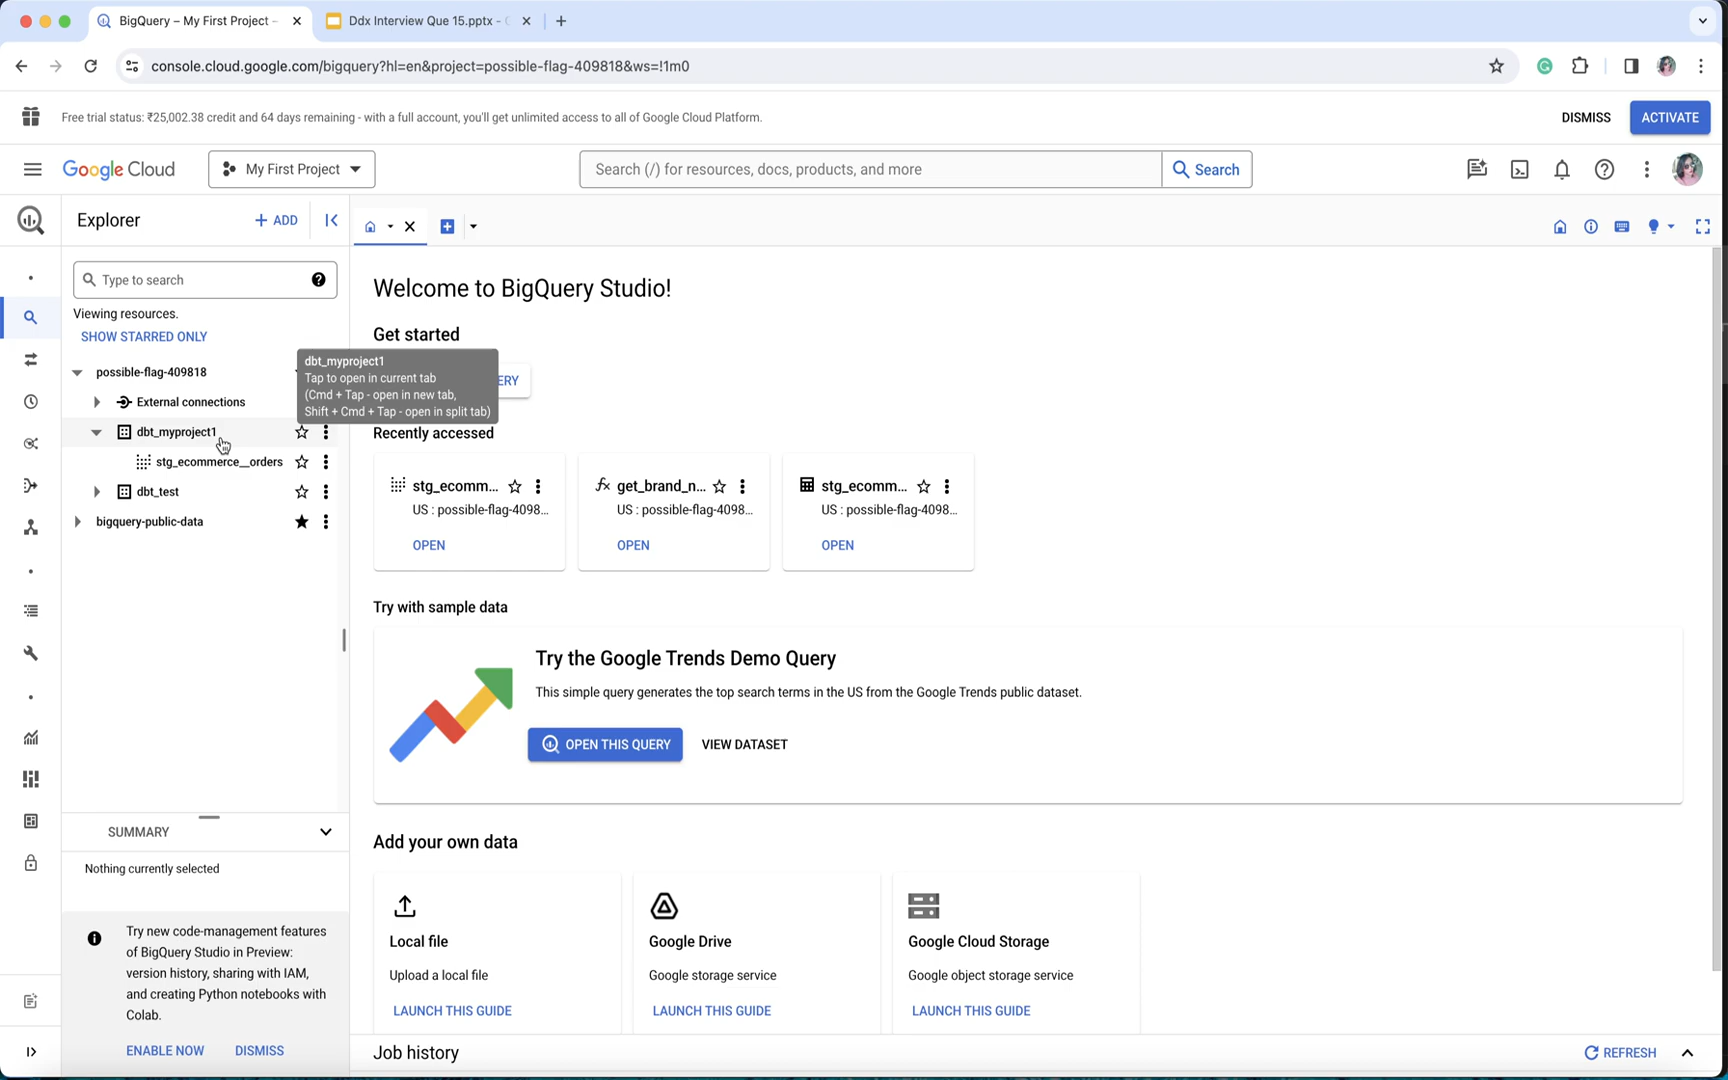 BigQuery – My First Project -
Ddx Interview Que 15.pptx -
console.cloud.google.com/bigquery?hl=en&project=possible-flag-409818&ws=!1m0
Free trial status: ₹25,002.38 credit and 64 days remaining - with a full account, you'll get unlimited access to all of Google Cloud Platform.
DISMISS
ACTIVATE
Google Cloud
My First Project
Search (/) for resources, docs, products, and more
Search
Explorer
+ ADD
Type to search
Viewing resources.
SHOW STARRED ONLY
possible-flag-409818
External connections
dbt_myproject1
stg_ecommerce__orders
dbt_test
bigquery-public-data
dbt_myproject1
Tap to open in current tab
(Cmd + Tap - open in new tab,
Shift + Cmd + Tap - open in split tab)
Welcome to BigQuery Studio!
Get started
ERY
Recently accessed
stg_ecomm...
US : possible-flag-4098...
OPEN
get_brand_n...
US : possible-flag-4098...
OPEN
stg_ecomm...
US : possible-flag-4098...
OPEN
Try with sample data
Try the Google Trends Demo Query
This simple query generates the top search terms in the US from the Google Trends public dataset.
OPEN THIS QUERY
VIEW DATASET
SUMMARY
Nothing currently selected
Try new code-management features
of BigQuery Studio in Preview:
version history, sharing with IAM,
and creating Python notebooks with
Colab.
ENABLE NOW
DISMISS
Add your own data
Local file
Upload a local file
LAUNCH THIS GUIDE
Google Drive
Google storage service
LAUNCH THIS GUIDE
Google Cloud Storage
Google object storage service
LAUNCH THIS GUIDE
Job history
REFRESH